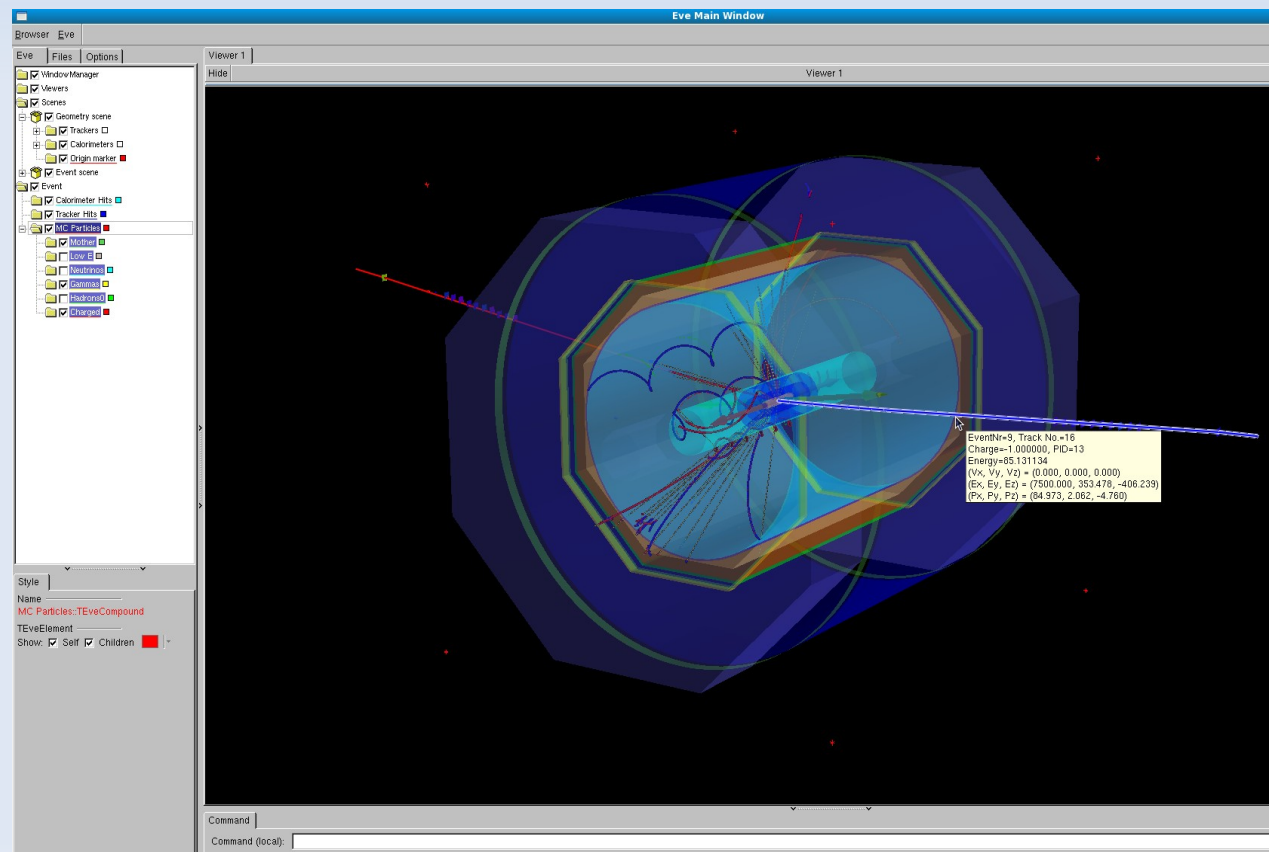 Eve Main Window
Browser Eve
Eve Files Options
WindowManager
Viewers
Scenes
Geometry scene
Trackers
Calorimeters
Origin marker
Event scene
Event
Calorimeter Hits
Tracker Hits
MC Particles
Mother
Low E
Neutrinos
Gammas
Hadrons0
Charged
Style
Name
MC Particles::TEveCompound
TEveElement
Show: Self Children
Viewer 1
Hide Viewer 1
EventNr=9, Track No.=16
Charge=-1.000000, PID=13
Energy=85.131134
(Vx, Vy, Vz) = (0.000, 0.000, 0.000)
(Ex, Ey, Ez) = (7500.000, 353.478, -406.239)
(Px, Py, Pz) = (84.973, 2.062, -4.760)
Command
Command (local):